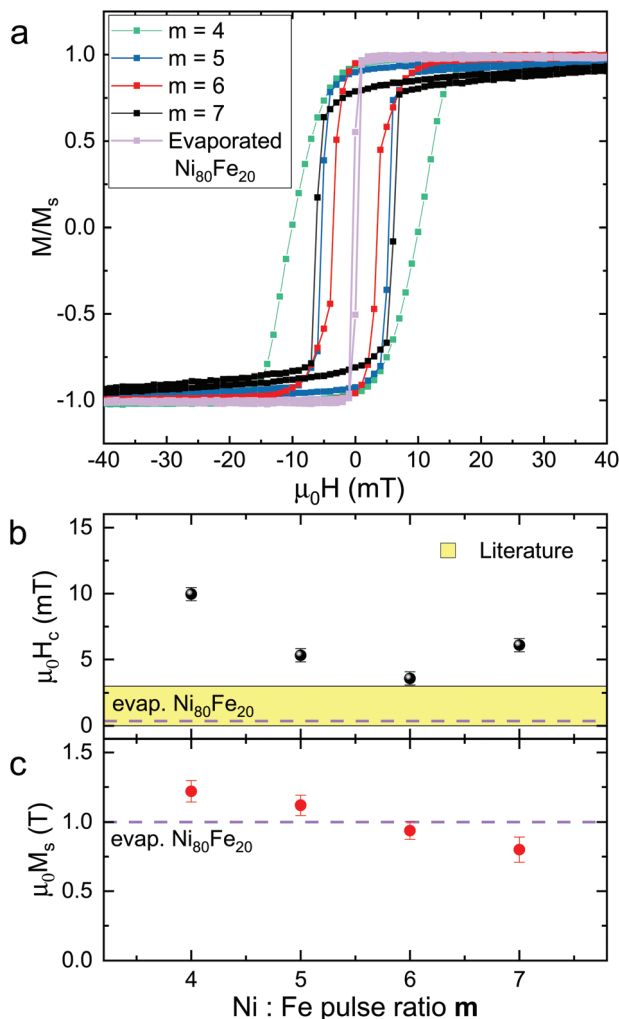 a
m = 4
m = 5
m = 6
m = 7
Evaporated
Ni₈₀Fe₂₀
M/Mₛ
1.0
0.5
0.0
-0.5
-1.0
-40 -30 -20 -10 0 10 20 30 40
μ₀H (mT)
b
Literature
μ₀H꜀ (mT)
15
10
5
0
evap. Ni₈₀Fe₂₀
c
μ₀Mₛ (T)
1.5
1.0
0.5
0.0
evap. Ni₈₀Fe₂₀
4 5 6 7
Ni : Fe pulse ratio m